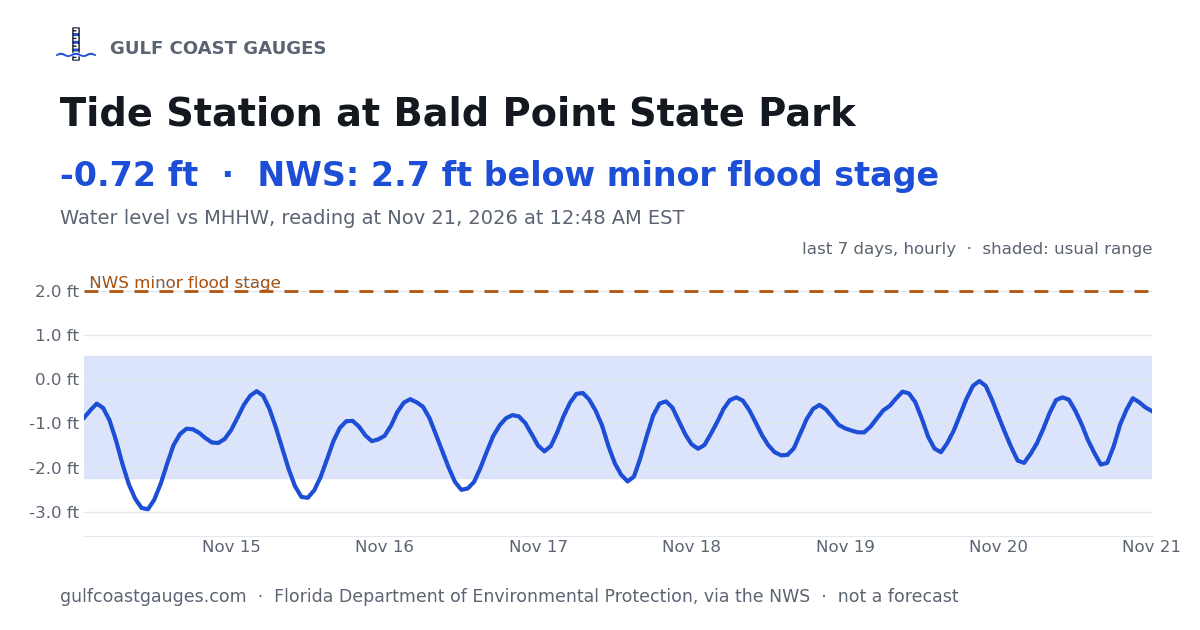 GULF COAST GAUGES
Tide Station at Bald Point State Park
-0.72 ft · NWS: 2.7 ft below minor flood stage
Water level vs MHHW, reading at Nov 21, 2026 at 12:48 AM EST
last 7 days, hourly · shaded: usual range
NWS minor flood stage
2.0 ft
1.0 ft
0.0 ft
-1.0 ft
-2.0 ft
-3.0 ft
Nov 15 Nov 16 Nov 17 Nov 18 Nov 19 Nov 20 Nov 21
gulfcoastgauges.com · Florida Department of Environmental Protection, via the NWS · not a forecast